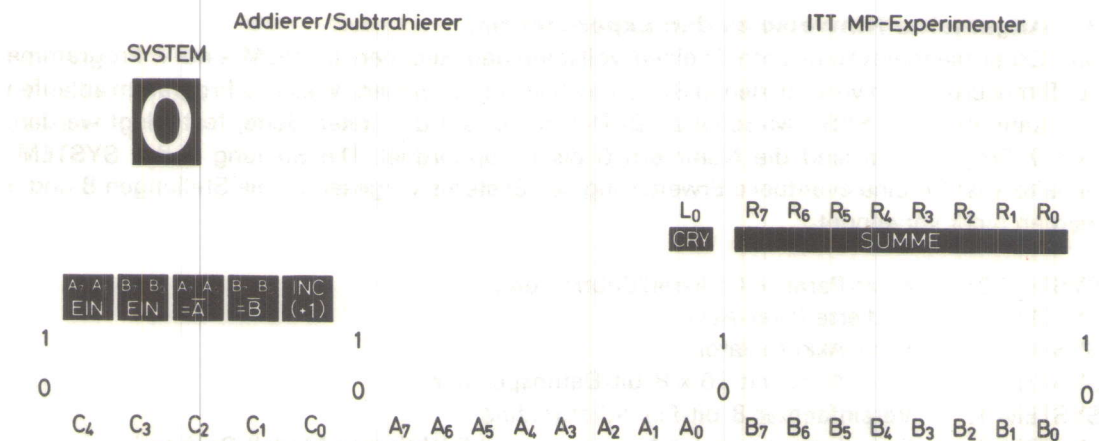 Addierer/Subtrahierer ITT MP-Experimenter
SYSTEM
0
L₀ R₇ R₆ R₅ R₄ R₃ R₂ R₁ R₀
CRY SUMME
EIN EIN =A̅ =B̅ INC (+1)
1 1 1 1
0 0 0 0
C₄ C₃ C₂ C₁ C₀ A₇ A₆ A₅ A₄ A₃ A₂ A₁ A₀ B₇ B₆ B₅ B₄ B₃ B₂ B₁ B₀